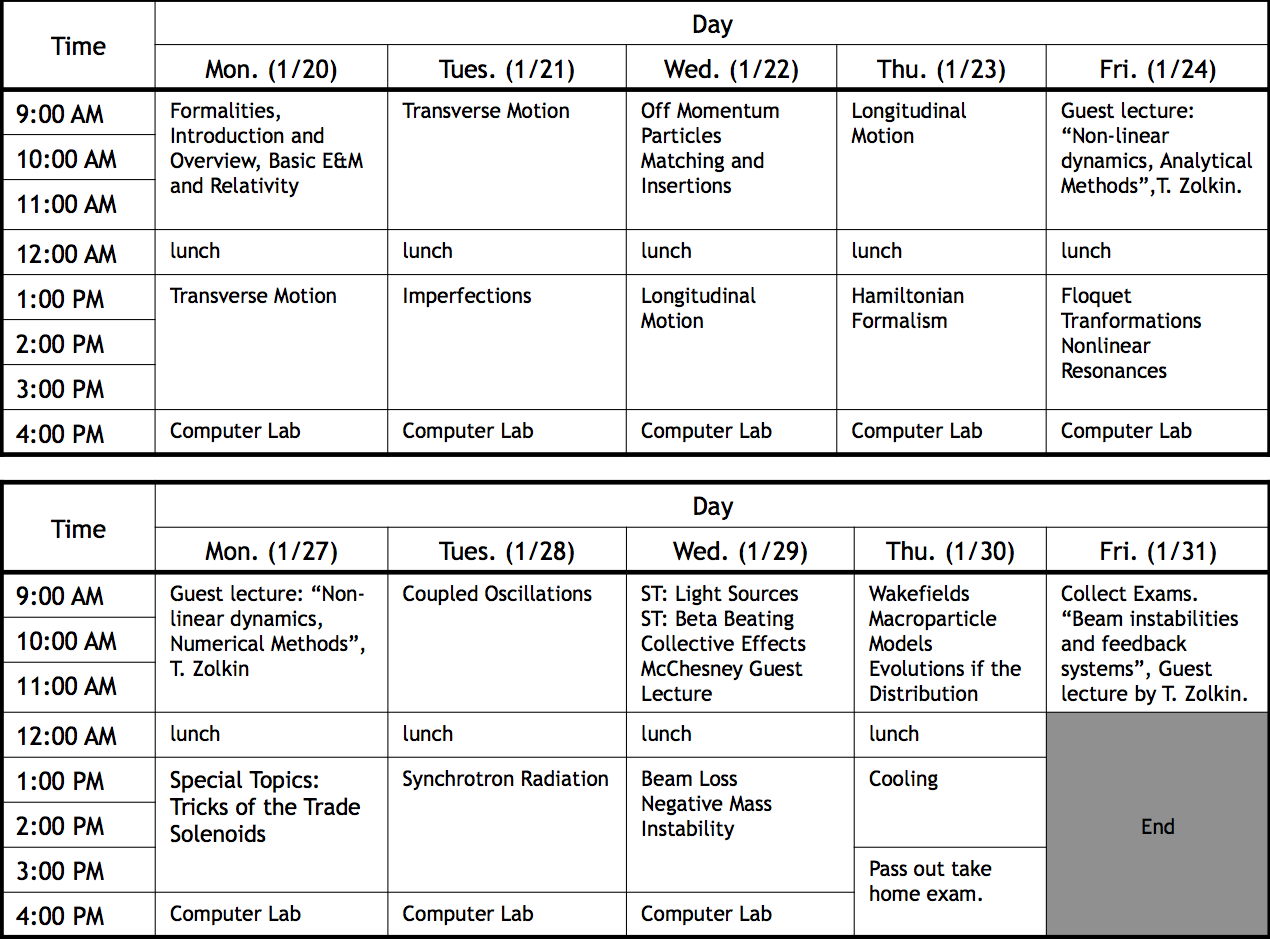 Time
Day
Mon. (1/20)
Tues. (1/21)
Wed. (1/22)
Thu. (1/23)
Fri. (1/24)
9:00 AM
10:00 AM
11:00 AM
Formalities,
Introduction and
Overview, Basic E&M
and Relativity
Transverse Motion
Off Momentum
Particles
Matching and
Insertions
Longitudinal
Motion
Guest lecture:
“Non-linear
dynamics, Analytical
Methods”,T. Zolkin.
12:00 AM
lunch
lunch
lunch
lunch
lunch
1:00 PM
2:00 PM
3:00 PM
Transverse Motion
Imperfections
Longitudinal
Motion
Hamiltonian
Formalism
Floquet
Tranformations
Nonlinear
Resonances
4:00 PM
Computer Lab
Computer Lab
Computer Lab
Computer Lab
Computer Lab
Time
Day
Mon. (1/27)
Tues. (1/28)
Wed. (1/29)
Thu. (1/30)
Fri. (1/31)
9:00 AM
10:00 AM
11:00 AM
Guest lecture: “Non-
linear dynamics,
Numerical Methods”,
T. Zolkin
Coupled Oscillations
ST: Light Sources
ST: Beta Beating
Collective Effects
McChesney Guest
Lecture
Wakefields
Macroparticle
Models
Evolutions if the
Distribution
Collect Exams.
“Beam instabilities
and feedback
systems”, Guest
lecture by T. Zolkin.
12:00 AM
lunch
lunch
lunch
lunch
1:00 PM
2:00 PM
3:00 PM
Special Topics:
Tricks of the Trade
Solenoids
Synchrotron Radiation
Beam Loss
Negative Mass
Instability
Cooling
End
Pass out take
home exam.
4:00 PM
Computer Lab
Computer Lab
Computer Lab